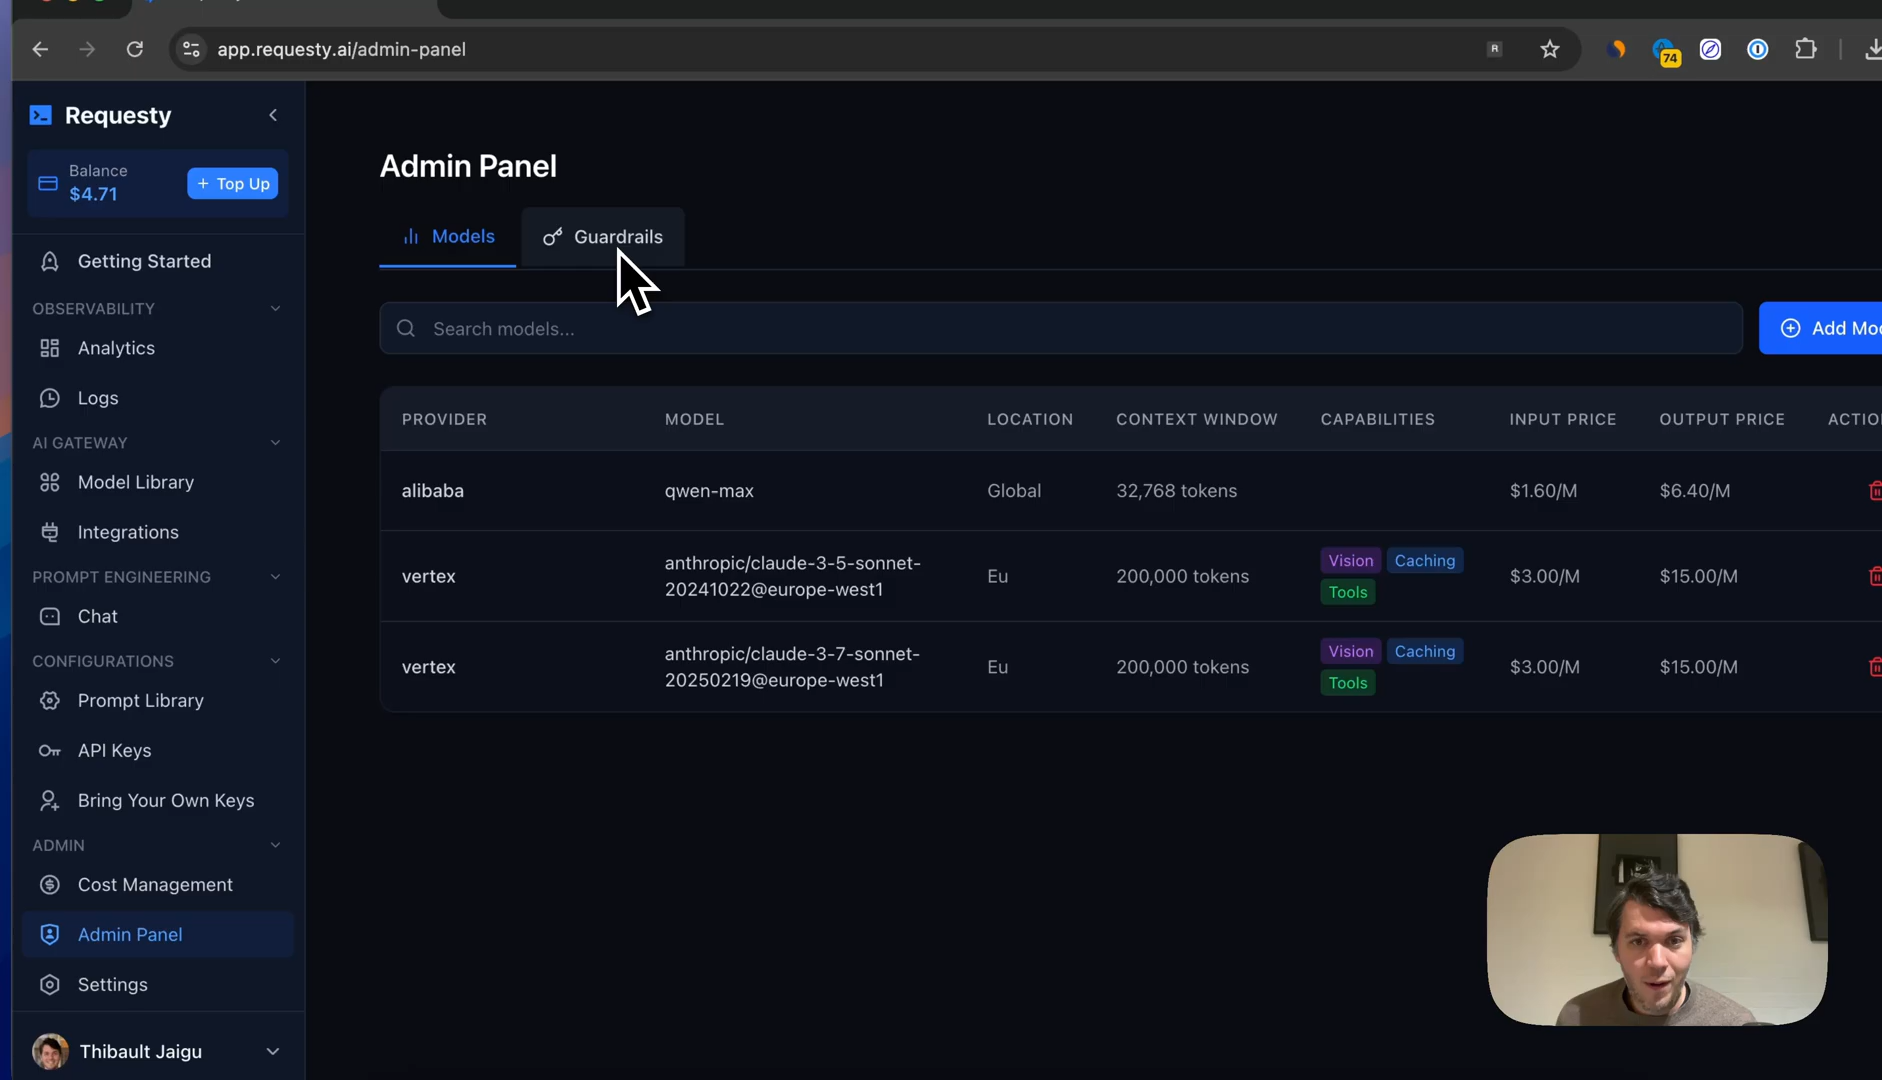 app.requesty.ai/admin-panel
R
74
Requesty
Balance
$4.71
+ Top Up
Getting Started
OBSERVABILITY
Analytics
Logs
AI GATEWAY
Model Library
Integrations
PROMPT ENGINEERING
Chat
CONFIGURATIONS
Prompt Library
API Keys
Bring Your Own Keys
ADMIN
Cost Management
Admin Panel
Settings
Thibault Jaigu
Admin Panel
Models
Guardrails
Search models...
Add Mo
PROVIDER MODEL LOCATION CONTEXT WINDOW CAPABILITIES INPUT PRICE OUTPUT PRICE ACTIO
alibaba qwen-max Global 32,768 tokens $1.60/M $6.40/M
vertex anthropic/claude-3-5-sonnet-
20241022@europe-west1 Eu 200,000 tokens Vision Caching
Tools $3.00/M $15.00/M
vertex anthropic/claude-3-7-sonnet-
20250219@europe-west1 Eu 200,000 tokens Vision Caching
Tools $3.00/M $15.00/M